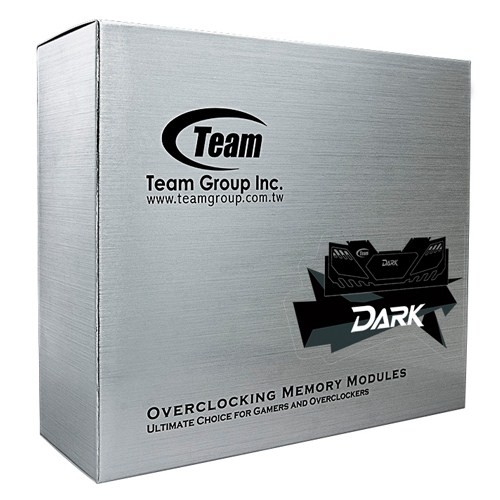 Team
Team Group Inc.
www.teamgroup.com.tw
Team
DARK
DARK
OVERCLOCKING MEMORY MODULES
ULTIMATE CHOICE FOR GAMERS AND OVERCLOCKERS